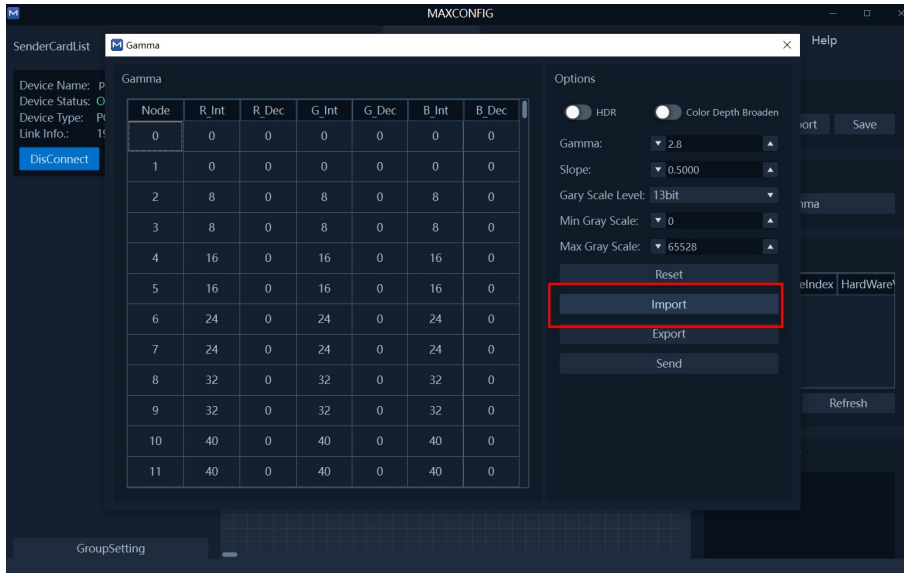 MAXCONFIG
SenderCardList
Help
Gamma
Device Name:
Device Status:
Device Type:
Link Info.: 19
DisConnect
Gamma
Node R_Int R_Dec G_Int G_Dec B_Int B_Dec
0 0 0 0 0 0 0
1 0 0 0 0 0 0
2 8 0 8 0 8 0
3 8 0 8 0 8 0
4 16 0 16 0 16 0
5 16 0 16 0 16 0
6 24 0 24 0 24 0
7 24 0 24 0 24 0
8 32 0 32 0 32 0
9 32 0 32 0 32 0
10 40 0 40 0 40 0
11 40 0 40 0 40 0
Options
HDR Color Depth Broaden
Gamma: 2.8
Slope: 0.5000
Gary Scale Level: 13bit
Min Gray Scale: 0
Max Gray Scale: 65528
Reset
Import
Export
Send
ort Save
mma
eIndex HardWare
Refresh
GroupSetting